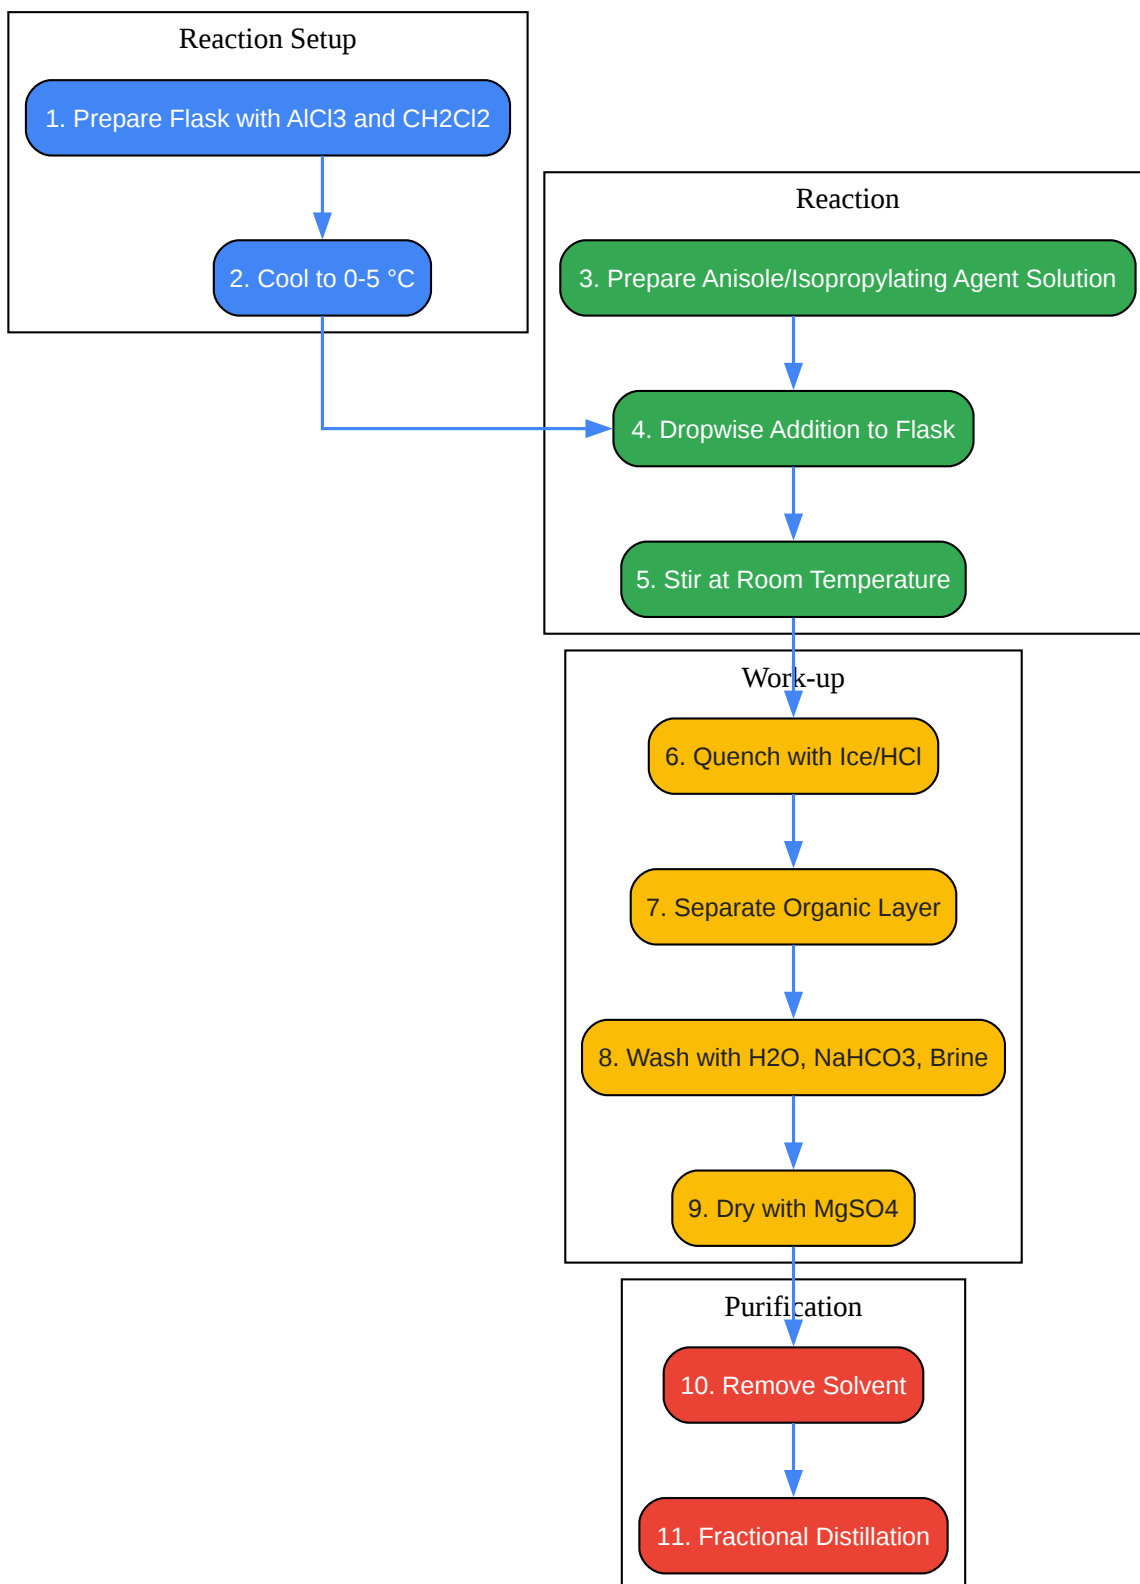 Reaction Setup
1. Prepare Flask with AlCl3 and CH2Cl2
2. Cool to 0-5 °C
Reaction
3. Prepare Anisole/Isopropylating Agent Solution
4. Dropwise Addition to Flask
5. Stir at Room Temperature
Work-up
6. Quench with Ice/HCl
7. Separate Organic Layer
8. Wash with H2O, NaHCO3, Brine
9. Dry with MgSO4
Purification
10. Remove Solvent
11. Fractional Distillation